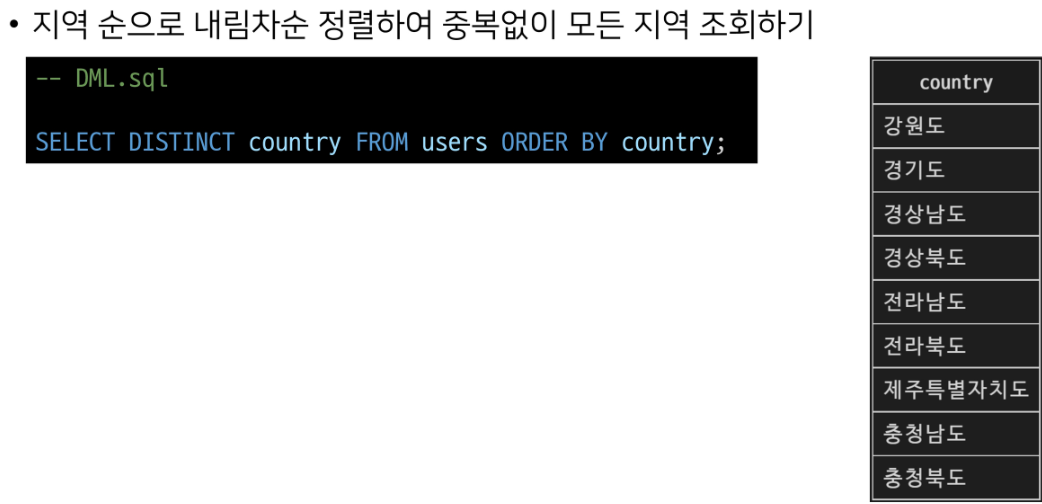 • 지역 순으로 내림차순 정렬하여 중복없이 모든 지역 조회하기
-- DML.sql
SELECT DISTINCT country FROM users ORDER BY country;
country
강원도
경기도
경상남도
경상북도
전라남도
전라북도
제주특별자치도
충청남도
충청북도